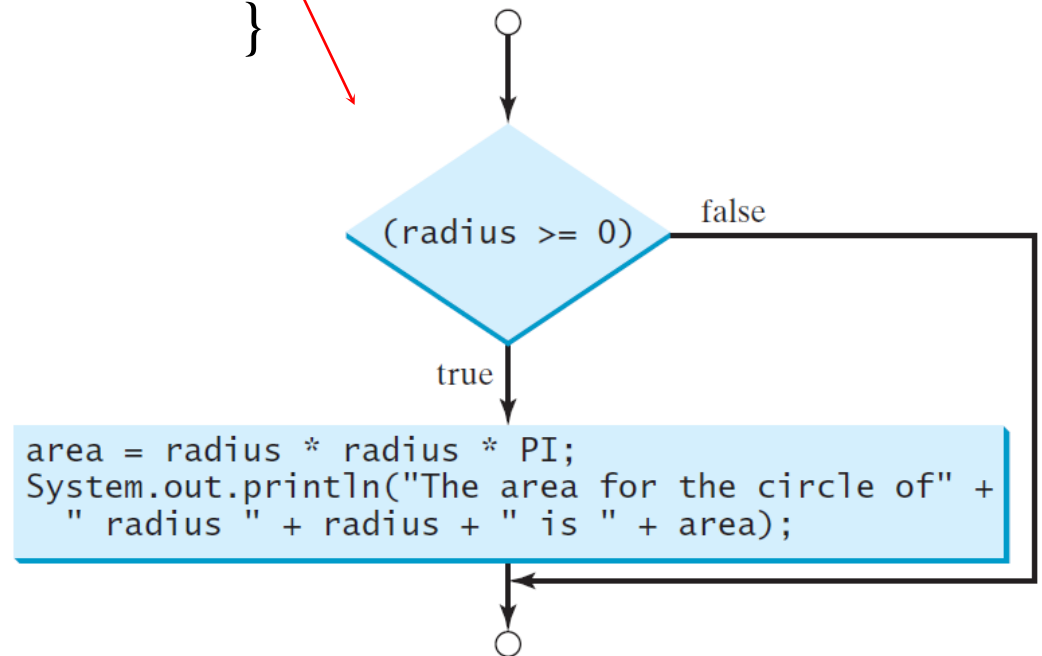 }
(radius >= 0)
false
true
area = radius * radius * PI;
System.out.println("The area for the circle of" +
" radius " + radius + " is " + area);